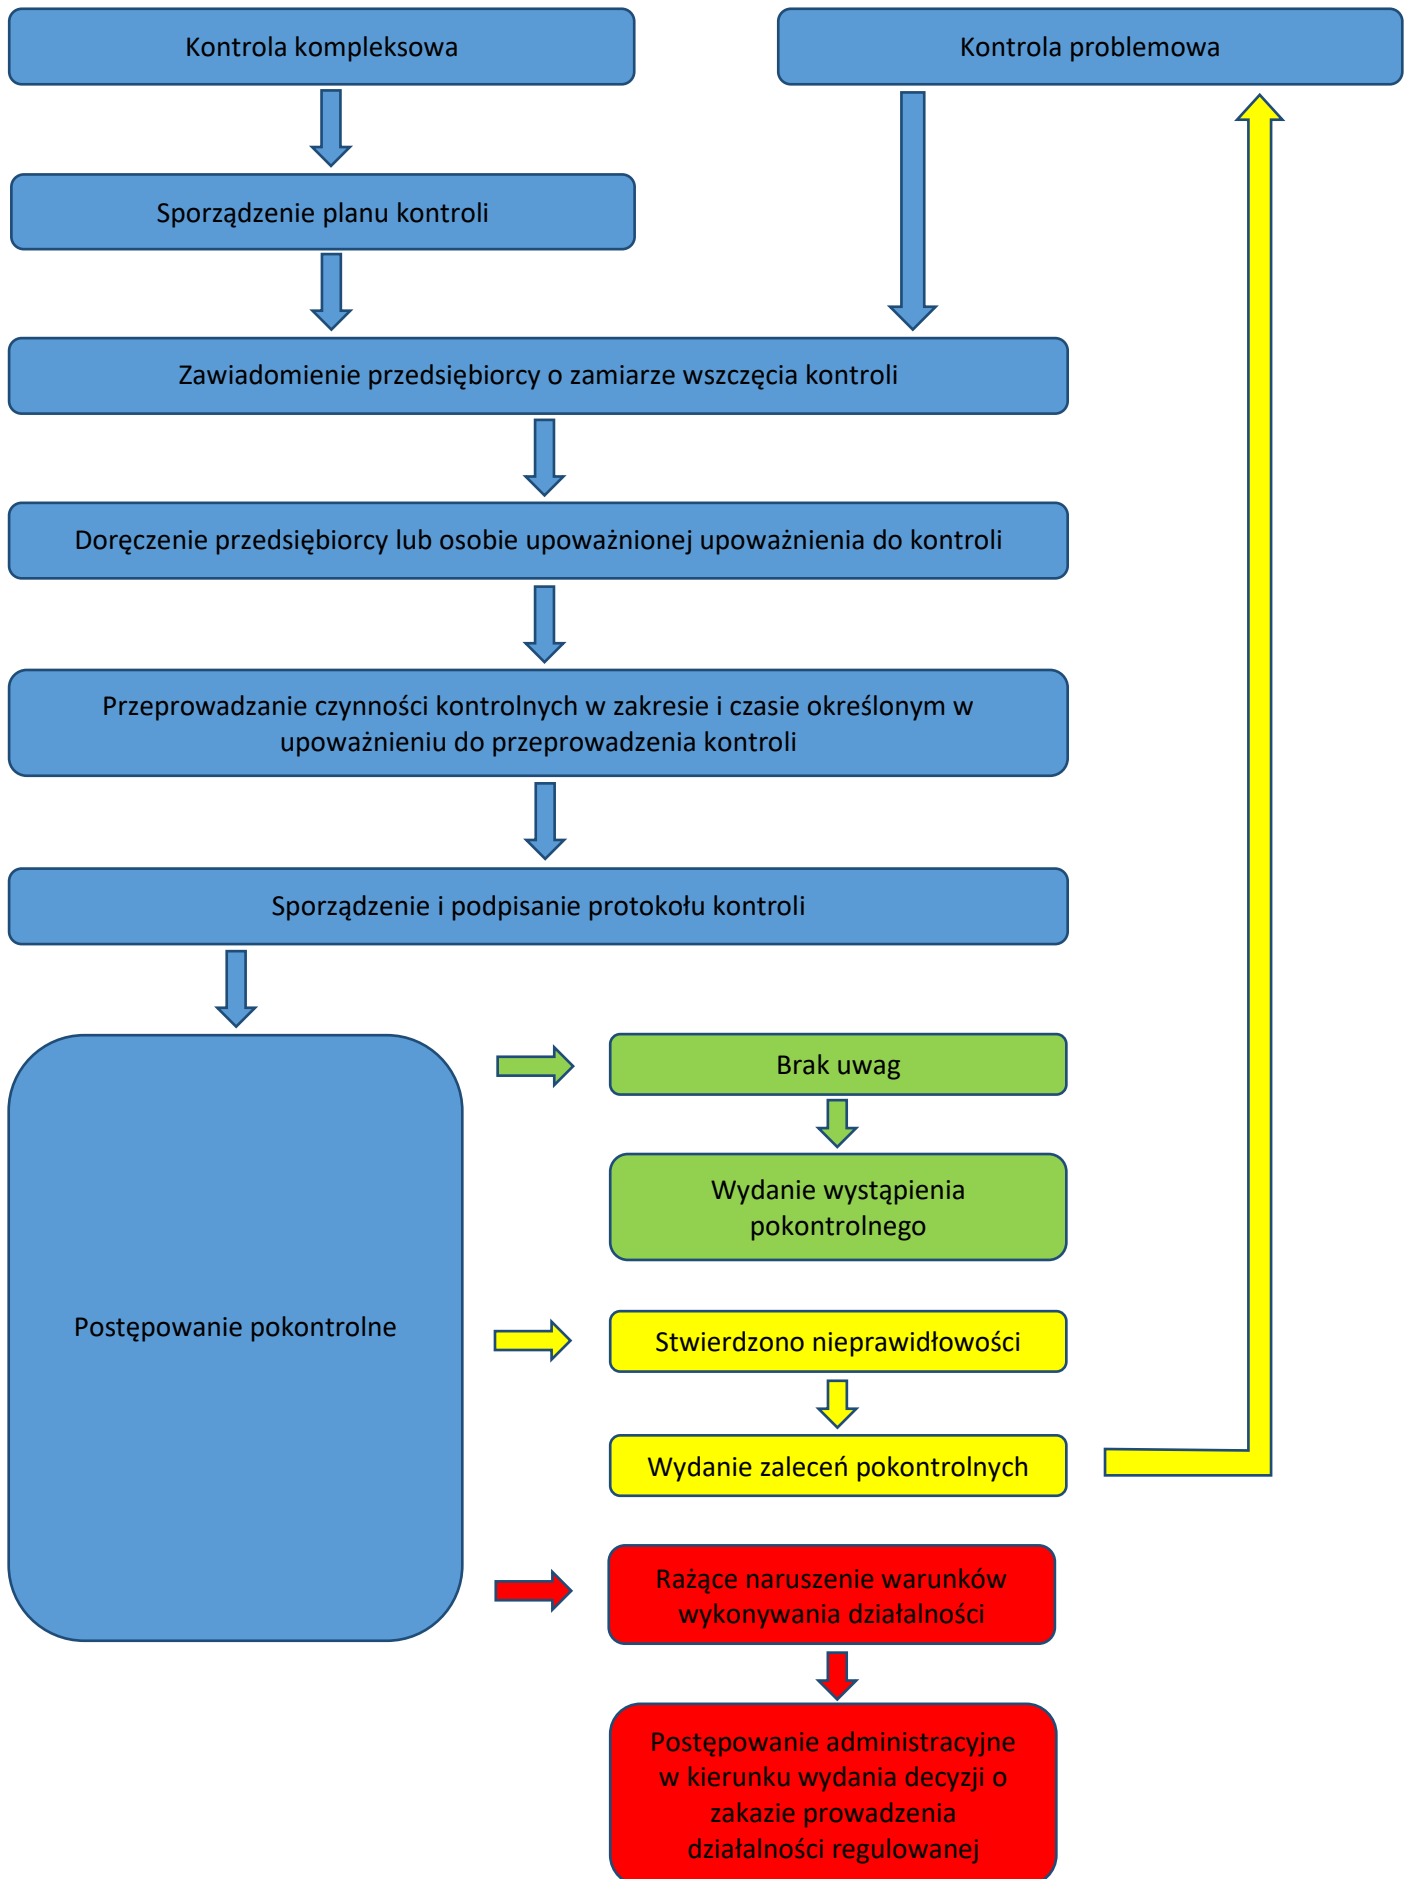 Kontrola kompleksowa
Kontrola problemowa
Sporządzenie planu kontroli
Zawiadomienie przedsiębiorcy o zamiarze wszczęcia kontroli
Doręczenie przedsiębiorcy lub osobie upoważnionej upoważnienia do kontroli
Przeprowadzanie czynności kontrolnych w zakresie i czasie określonym w
upoważnieniu do przeprowadzenia kontroli
Sporządzenie i podpisanie protokołu kontroli
Postępowanie pokontrolne
Brak uwag
Wydanie wystąpienia
pokontrolnego
Stwierdzono nieprawidłowości
Wydanie zaleceń pokontrolnych
Rażące naruszenie warunków
wykonywania działalności
Postępowanie administracyjne
w kierunku wydania decyzji o
zakazie prowadzenia
działalności regulowanej